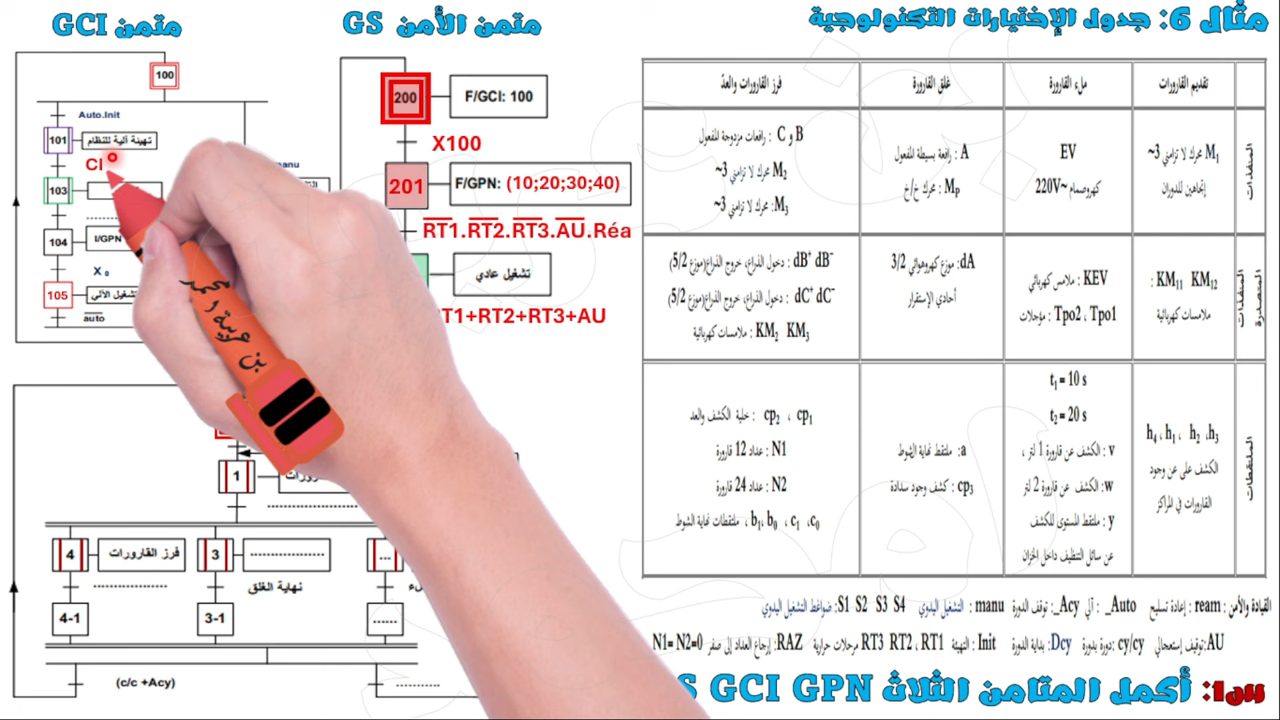 مثال 6: جدول الإختيارات التكنولوجية
متمن الأمن GS
متمن GCI
100
Auto.Init
101
تهيئة آلية للنظام
CI
103
..........
104
I/GPN
X₀
105
auto
manu
200
F/GCI: 100
X100
201
F/GPN: (10;20;30;40)
RT1.RT2.RT3.AU.Réa
تشغيل عادي
T1+RT2+RT3+AU
1
4
فرز القارورات
3
....................
...
نهاية الغلق
4-1
3-1
......
(c/c +Acy)
..........
تقديم القارورات
ملء القارورة
غلق القارورة
فرز القارورات والعدّ
المنفذات
M₁ محرك لا تزامني 3~
إتجاهين للدوران
EV
كهروصمام ~220V
A : رافعة بسيطة المفعول
Mₚ : محرك خ/خ
B و C : رافعات مزدوجة المفعول
M₂ محرك لا تزامني 3~
M₃: محرك لا تزامني 3~
المنفذات المتصدرة
KM₁₁ KM₁₂ :
ملامسات كهربائية
KEV : ملامس كهربائي
Tpo2 ، Tpo1 : مؤجلات
dA: موزع كهروهوائي 3/2
أحادي الإستقرار
dB⁺ dB⁻ : دخول الذراع، خروج الذراع(موزع 5/2)
dC⁺ dC⁻ : دخول الذراع، خروج الذراع(موزع 5/2)
KM₂ KM₃ : ملامسات كهربائية
الملتقطات
h₄ ، h₁ ، h₂ ،h₃
الكشف على عن وجود
القارورات في المراكز
t₁ = 10 s
t₂ = 20 s
v : الكشف عن قارورة 1 لتر ،
w: الكشف عن قارورة 2 لتر
y : ملتقط المستوى للكشف
عن سائل التنظيف داخل الخزان
a: ملتقط نهاية الشوط
cp₃ : كشف وجود سدادة
cp₂ ، cp₁ : خلية الكشف والعد
N1 : عداد 12 قارورة
N2 : عداد 24 قارورة
b₁، b₀ ، c₁ ،c₀ ، ملتقطات نهاية الشوط
القيادة والأمن : ream : إعادة تسليح Auto_ : آلي Acy_: توقف الدورة manu : التشغيل اليدوي S1 S2 S3 S4: ضواغط التشغيل اليدوي
AU:توقيف إستعجالي cy/cy :دورة بدورة Dcy: بداية الدورة Init : التهيئة RT3 RT2 ، RT1 مرحلات حرارية RAZ: إرجاع العداد إلى صفر N1= N2=0
س1: أكمل المتامن الثلاث S GCI GPN